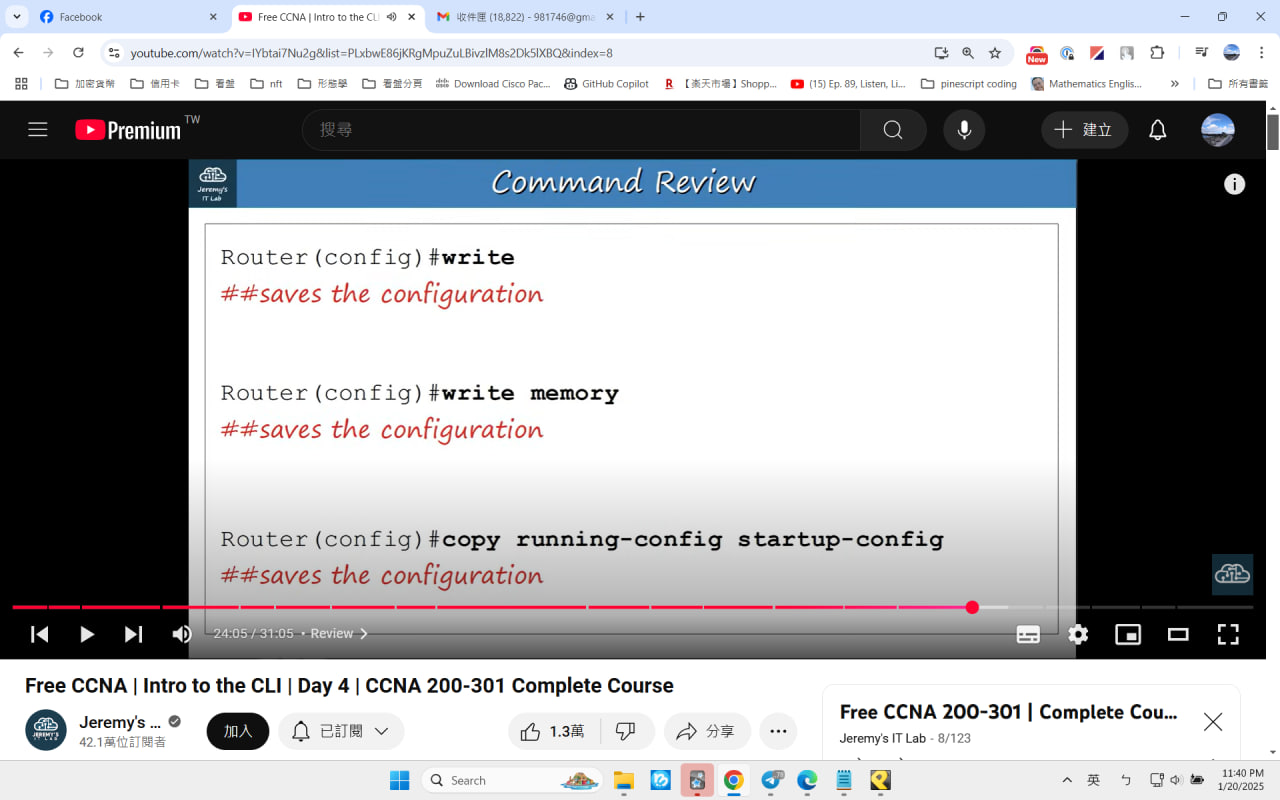 Facebook
Free CCNA | Intro to the CL
收件匣 (18,822) - 981746@gma
youtube.com/watch?v=IYbtai7Nu2g&list=PLxbwE86jKRgMpuZuLBivzlM8s2Dk5lXBQ&index=8
New
加密貨幣
信用卡
看盤
nft
形態學
看盤分頁
Download Cisco Pac...
GitHub Copilot
【楽天市場】Shopp...
(15) Ep. 89, Listen, Li...
pinescript coding
Mathematics Englis...
所有書籤
Premium TW
搜尋
建立
Jeremy's
IT Lab
Command Review
Router(config)#write
##saves the configuration
Router(config)#write memory
##saves the configuration
Router(config)#copy running-config startup-config
##saves the configuration
24:05 / 31:05 • Review
Free CCNA | Intro to the CLI | Day 4 | CCNA 200-301 Complete Course
JEREMY'S
IT LAB
Jeremy's ...
42.1萬位訂閱者
加入
已訂閱
1.3萬
分享
Free CCNA 200-301 | Complete Cou...
Jeremy's IT Lab - 8/123
Search
英
11:40 PM
1/20/2025